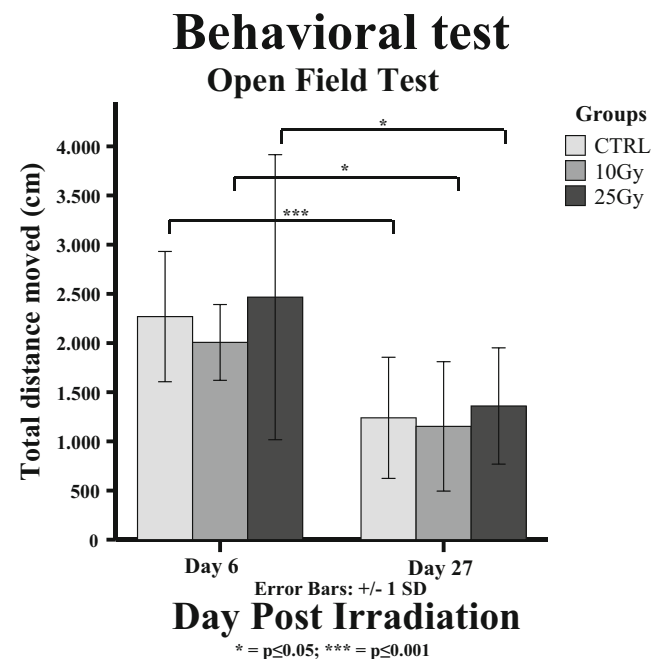 Behavioral test
Open Field Test
Groups
CTRL
10Gy
25Gy
Total distance moved (cm)
4.000
3.500
3.000
2.500
2.000
1.500
1.000
500
0
*
*
***
Day 6
Day 27
Error Bars: +/- 1 SD
Day Post Irradiation
* = p≤0.05; *** = p≤0.001